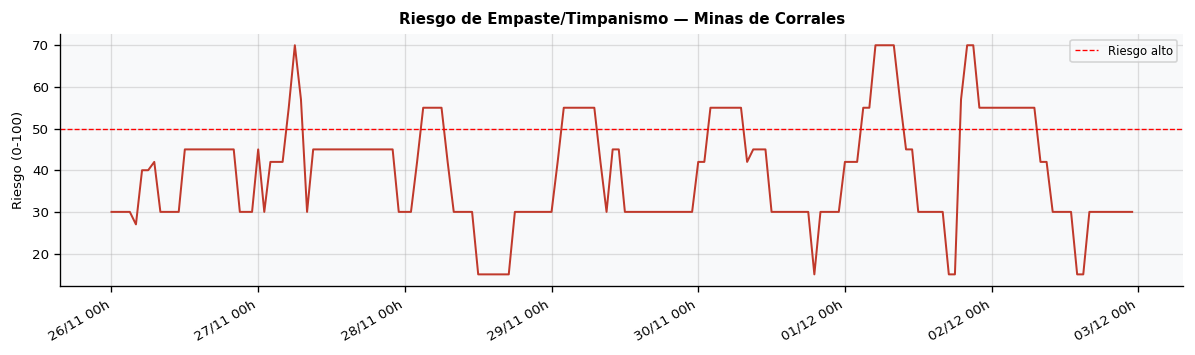 Riesgo de Empaste/Timpanismo — Minas de Corrales
Riesgo (0-100)
70
60
50
40
30
20
Riesgo alto
26/11 00h
27/11 00h
28/11 00h
29/11 00h
30/11 00h
01/12 00h
02/12 00h
03/12 00h